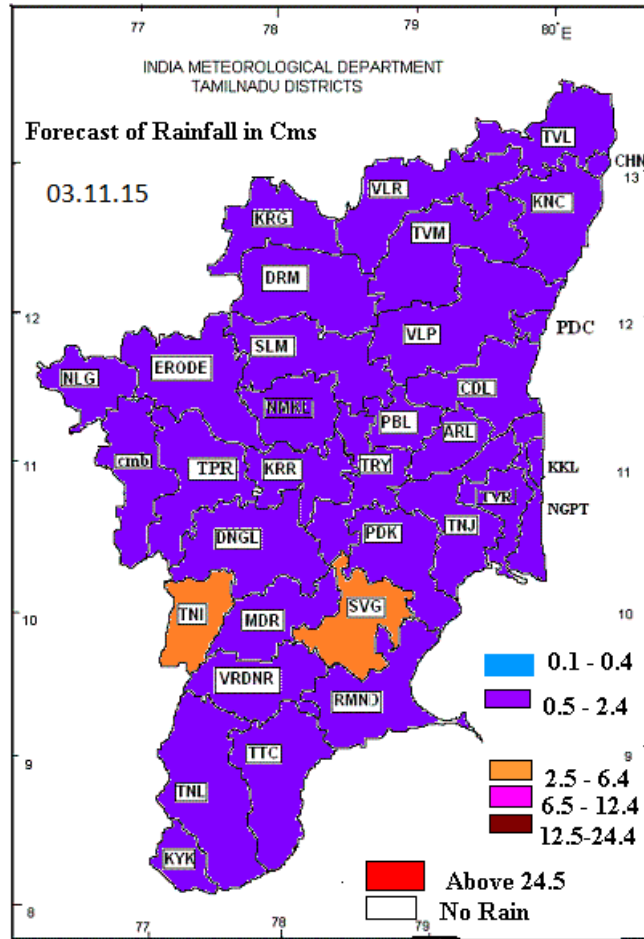 77 78 79 80°E
INDIA METEOROLOGICAL DEPARTMENT
TAMILNADU DISTRICTS
Forecast of Rainfall in Cms
TVL
CHN
13
03.11.15
VLR
KNC
KRG
TVM
DRM
12
12
PDC
VLP
SLM
ERODE
NLG
CDL
NMKL
PBL
ARL
11
cmb
TPR
KRR
TRY
KKL
11
TVR
NGPT
TNJ
DNGL
PDK
10
TNI
MDR
SVG
0.1 - 0.4
VRDNR
RMND
0.5 - 2.4
9
TTC
9
2.5 - 6.4
TNL
6.5 - 12.4
12.5-24.4
KYK
Above 24.5
8
No Rain
77 78 79